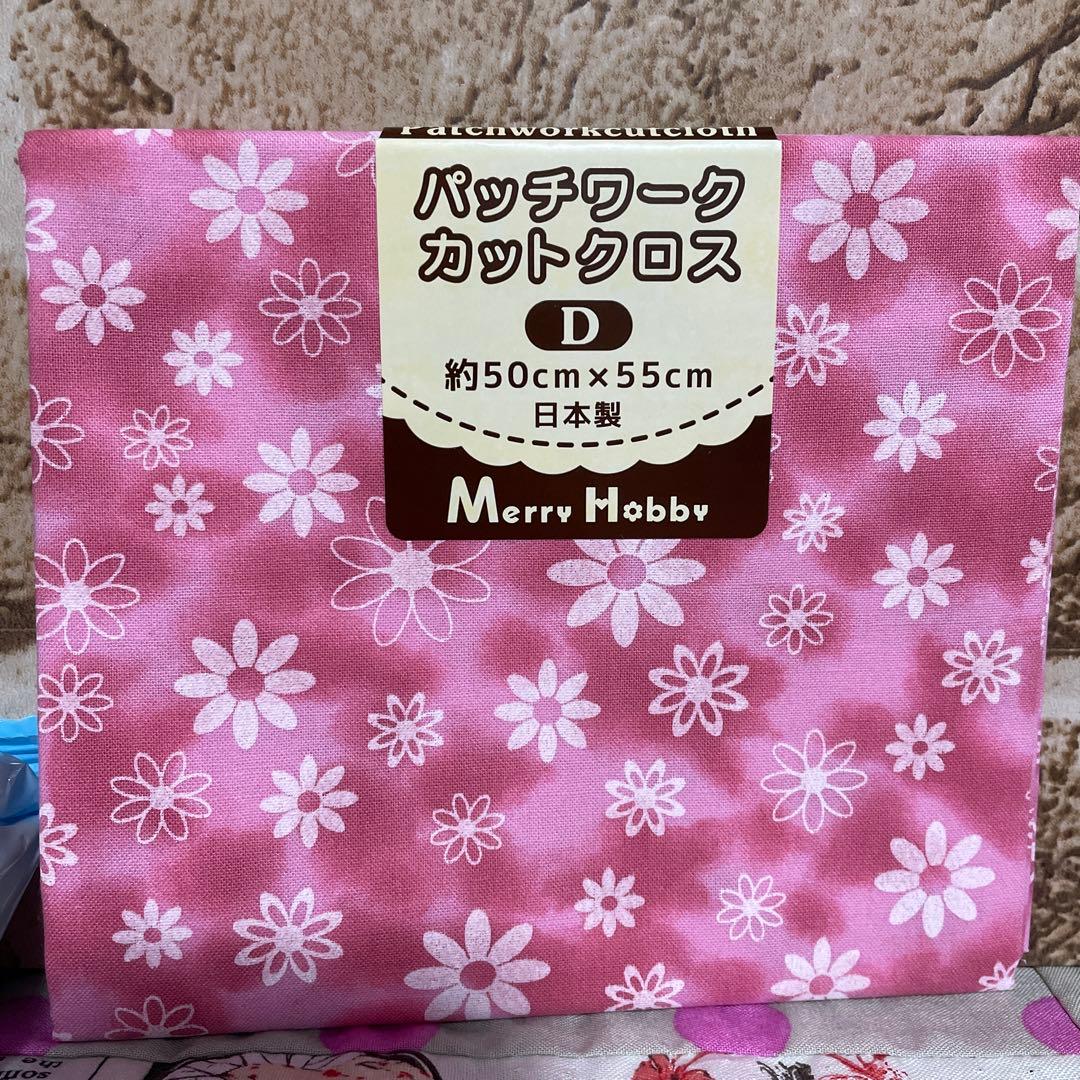 Patchworkcutcloth
パッチワーク
カットクロス
D
約50cm×55cm
日本製
Merry Hobby